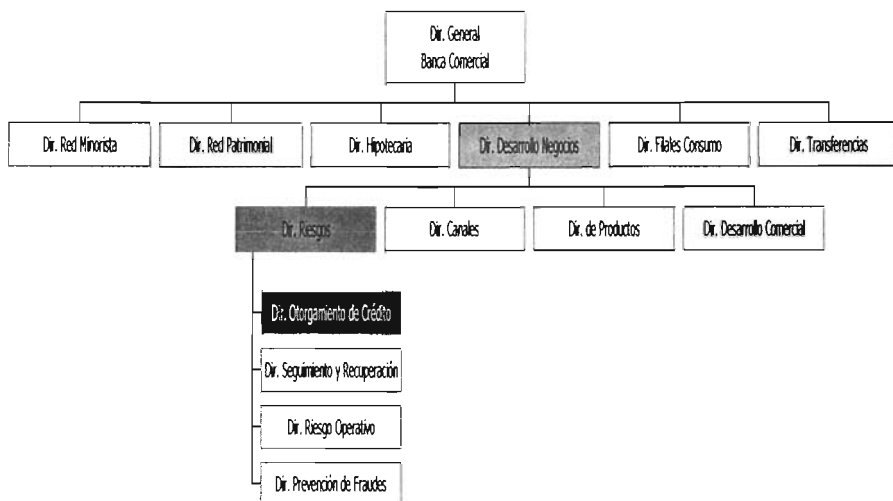 Dir. General
Banca Comercial
Dir. Red Minorista
Dir. Red Patrimonial
Dir. Hipotecaria
Dir. Desarrollo Negocios
Dir. Filales Consumo
Dir. Transferencias
Dir. Riesgos
Dir. Canales
Dir. de Productos
Dir. Desarrollo Comercial
Dir. Otorgamiento de Crédito
Dir. Seguimiento y Recuperación
Dir. Riesgo Operativo
Dir. Prevención de Fraudes